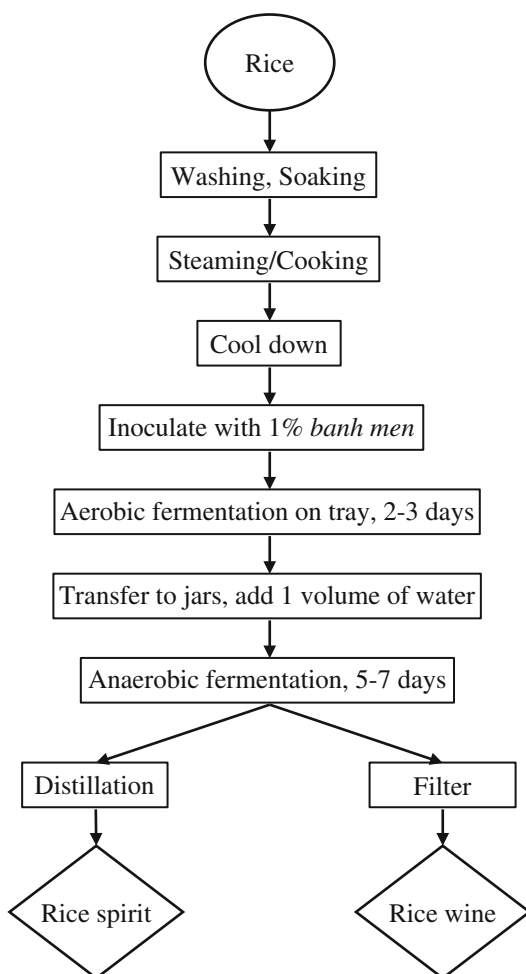 Rice
Washing, Soaking
Steaming/Cooking
Cool down
Inoculate with 1% banh men
Aerobic fermentation on tray, 2-3 days
Transfer to jars, add 1 volume of water
Anaerobic fermentation, 5-7 days
Distillation
Filter
Rice spirit
Rice wine